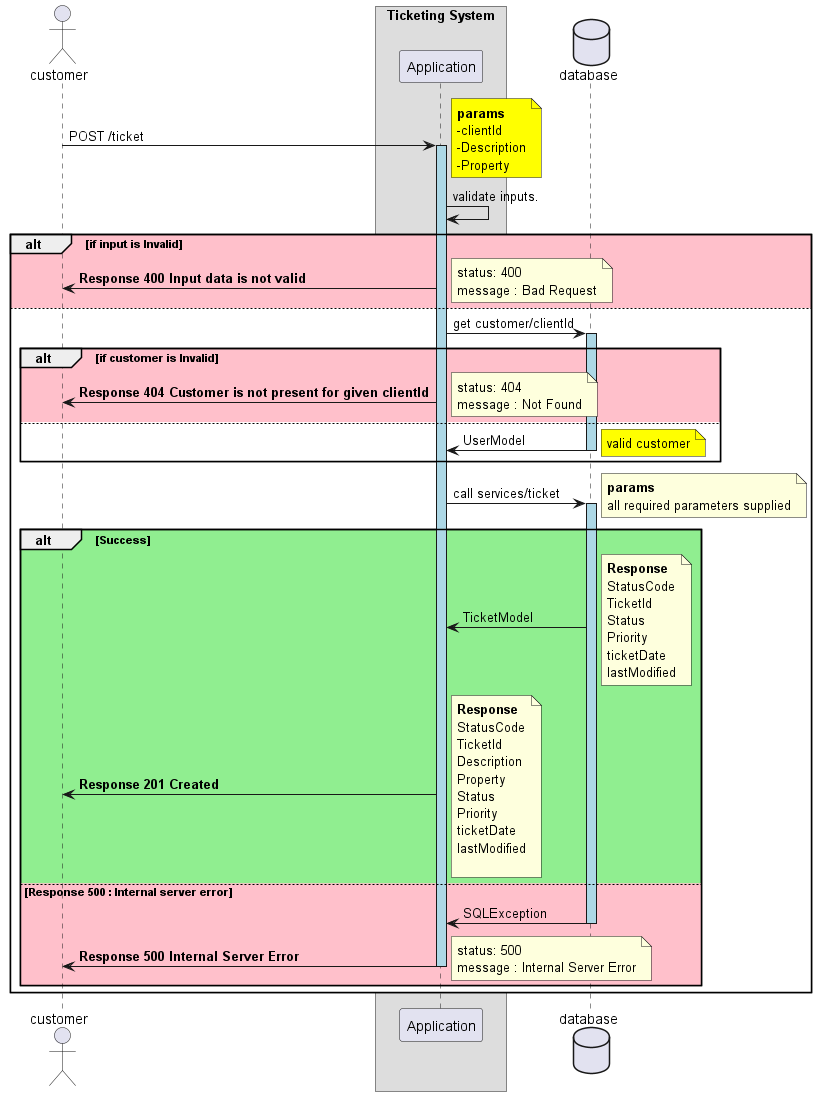 Ticketing System
customer
Application
database
params
-clientId
-Description
-Property
POST /ticket
validate inputs.
alt
[if input is Invalid]
Response 400 Input data is not valid
status: 400
message : Bad Request
get customer/clientId
alt
[if customer is Invalid]
Response 404 Customer is not present for given clientId
status: 404
message : Not Found
UserModel
valid customer
call services/ticket
params
all required parameters supplied
alt
[Success]
TicketModel
Response
StatusCode
TicketId
Status
Priority
ticketDate
lastModified
Response 201 Created
Response
StatusCode
TicketId
Description
Property
Status
Priority
ticketDate
lastModified
[Response 500 : Internal server error]
SQLException
Response 500 Internal Server Error
status: 500
message : Internal Server Error
customer
Application
database